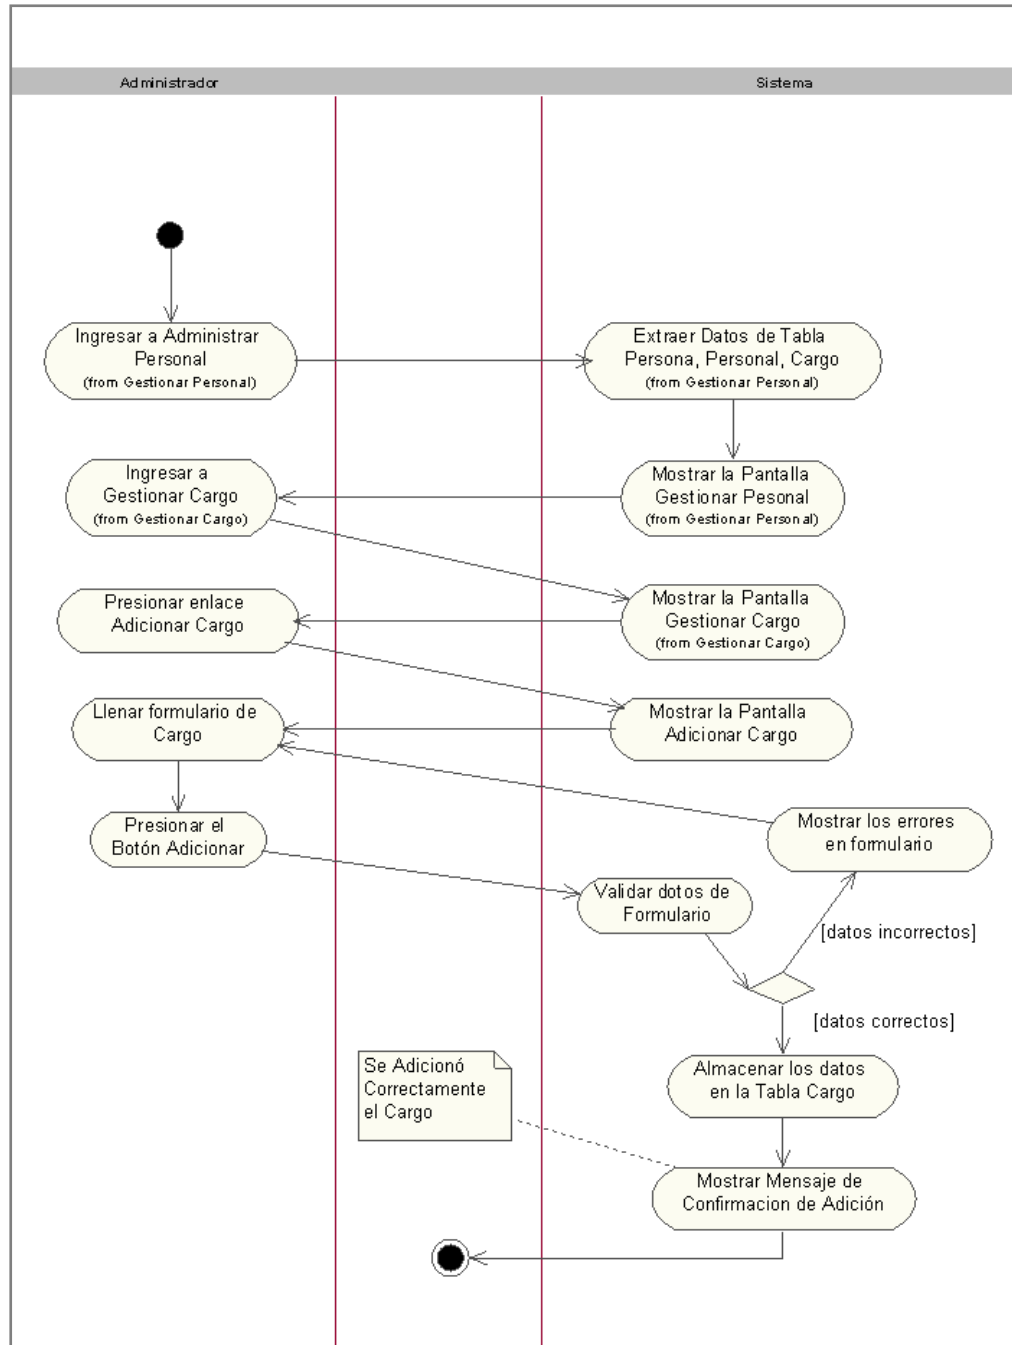 Administrador
Sistema
Ingresar a Administrar
Personal
(from Gestionar Personal)
Extraer Datos de Tabla
Persona, Personal, Cargo
(from Gestionar Personal)
Ingresar a
Gestionar Cargo
(from Gestionar Cargo)
Mostrar la Pantalla
Gestionar Pesonal
(from Gestionar Personal)
Presionar enlace
Adicionar Cargo
Mostrar la Pantalla
Gestionar Cargo
(from Gestionar Cargo)
Llenar formulario de
Cargo
Mostrar la Pantalla
Adicionar Cargo
Presionar el
Botón Adicionar
Mostrar los errores
en formulario
Validar dotos de
Formulario
[datos incorrectos]
[datos correctos]
Se Adicionó
Correctamente
el Cargo
Almacenar los datos
en la Tabla Cargo
Mostrar Mensaje de
Confirmacion de Adición